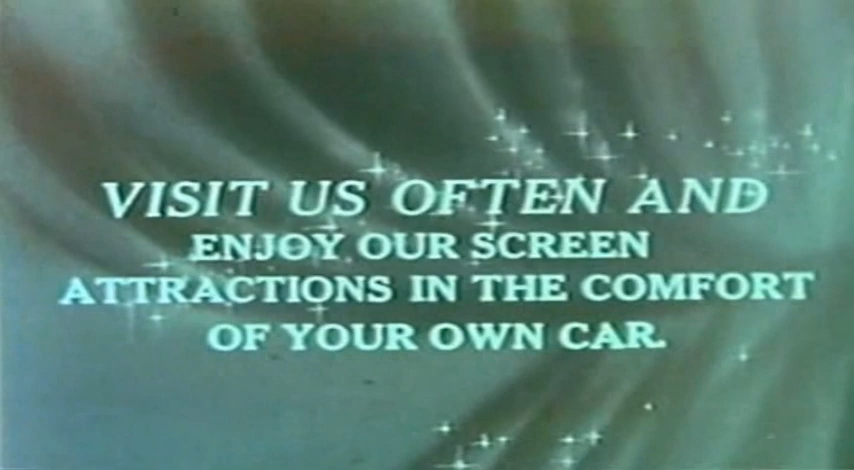 VISIT US OFTEN AND
ENJOY OUR SCREEN
ATTRACTIONS IN THE COMFORT
OF YOUR OWN CAR.